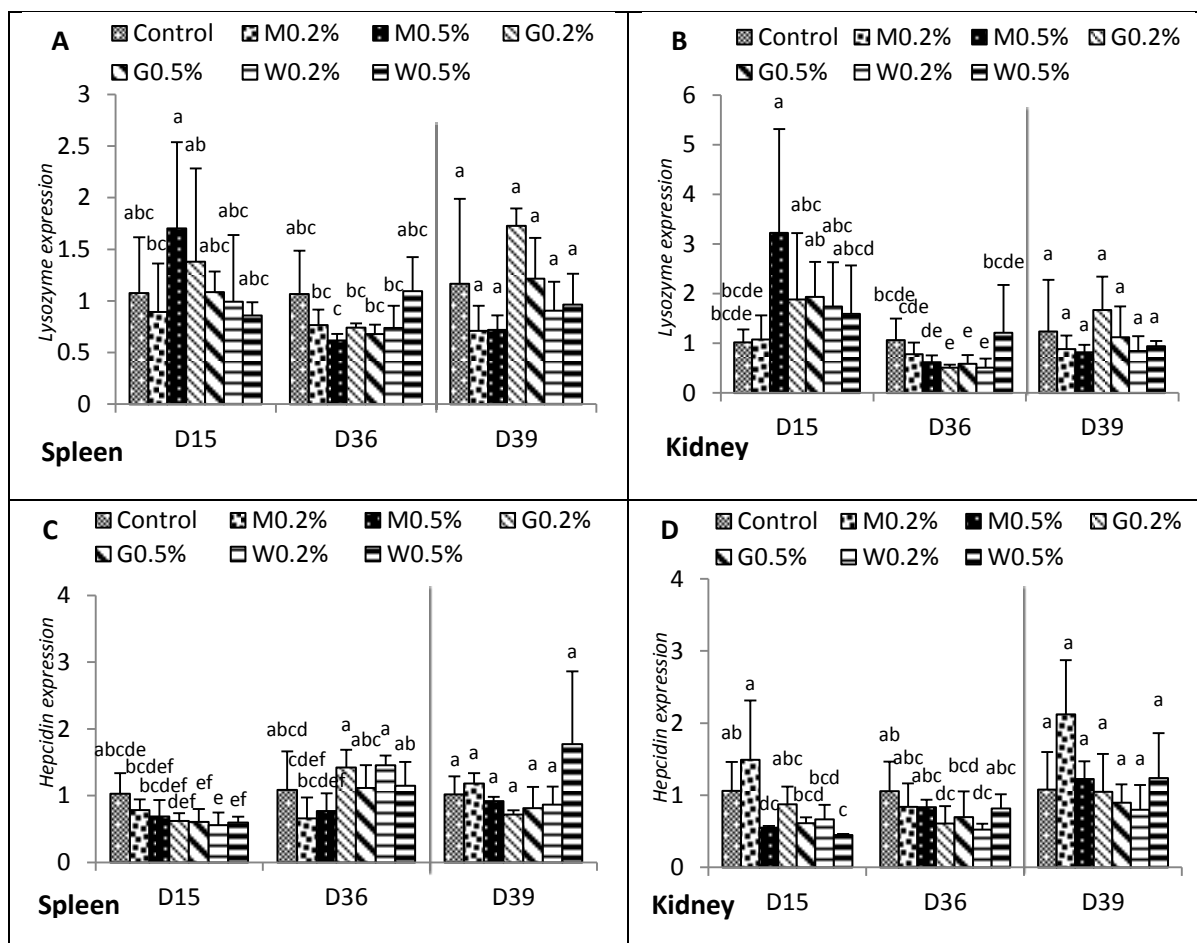 A
Control M0.2% M0.5% G0.2%
G0.5% W0.2% W0.5%
3
2.5
2
1.5
1
0.5
0
Lysozyme expression
abc bc a ab abc abc abc
abc bc c bc bc bc abc
a a a a a a a
D15 D36 D39
Spleen
B
Control M0.2% M0.5% G0.2%
G0.5% W0.2% W0.5%
6
5
4
3
2
1
0
Lysozyme expression
bcde bcde a abc ab abc abcd
bcde cde de e e e bcde
a a a a a a a
D15 D36 D39
Kidney
C
Control M0.2% M0.5% G0.2%
G0.5% W0.2% W0.5%
4
3
2
1
0
Hepcidin expression
abcde bcdef bcdef def ef e ef
abcd cdef bcdef a abc a ab
a a a a a a a
D15 D36 D39
Spleen
D
Control M0.2% M0.5% G0.2%
G0.5% W0.2% W0.5%
4
3
2
1
0
Hepcidin expression
ab a dc abc bcd bcd c
ab abc abc dc bcd dc abc
a a a a a a a
D15 D36 D39
Kidney